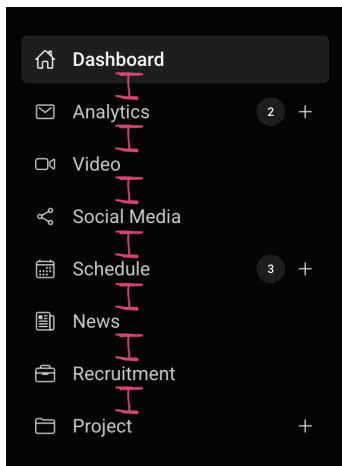 Dashboard
Analytics 2 +
Video
Social Media
Schedule 3 +
News
Recruitment
Project +